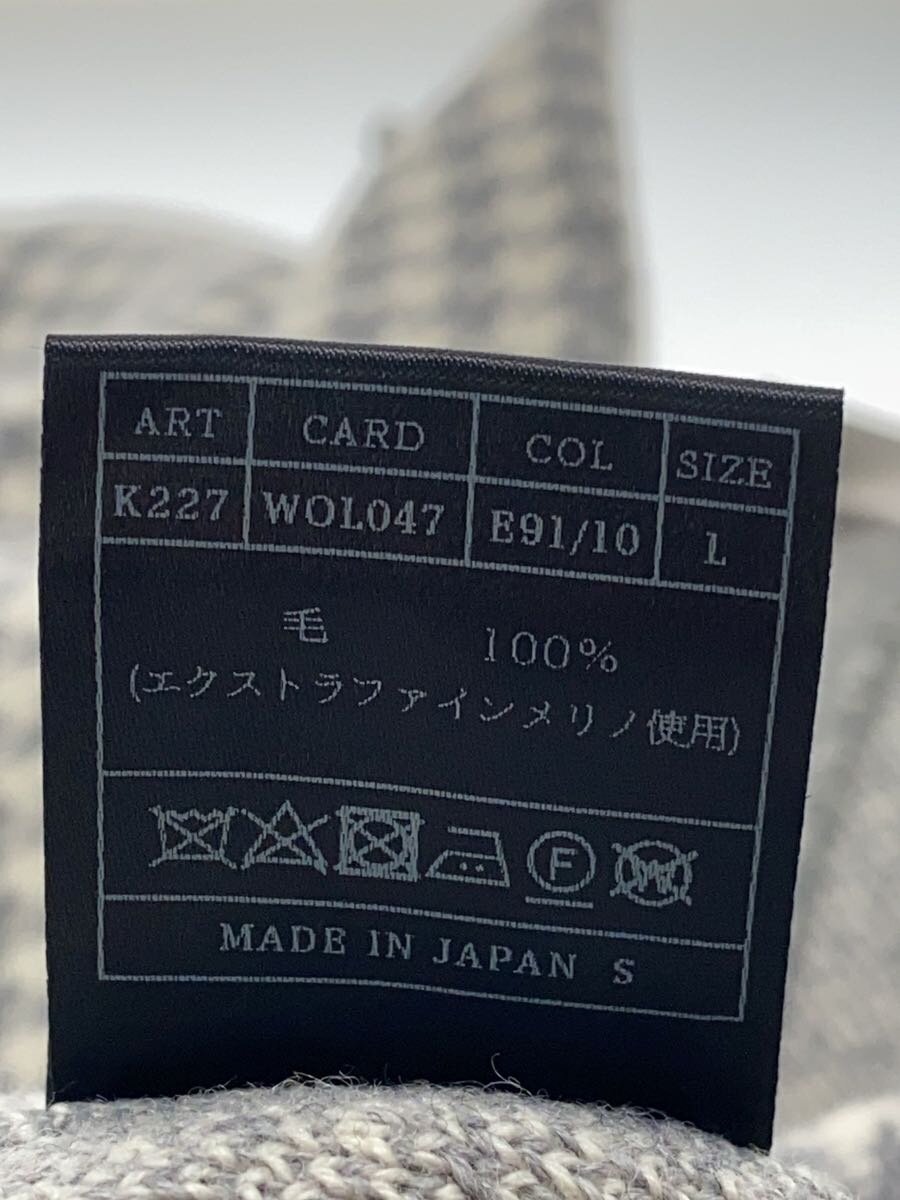 ART CARD COL SIZE
K227 WOL047 E91/10 L
毛 100%
(エクストラファインメリノ使用)
F
MADE IN JAPAN S